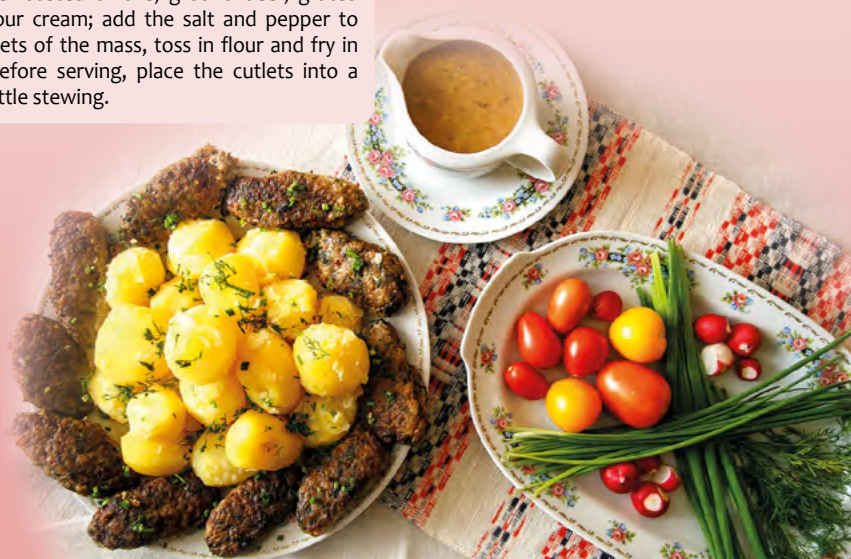 our cream; add the salt and pepper to
ets of the mass, toss in flour and fry in
efore serving, place the cutlets into a
ttle stewing.